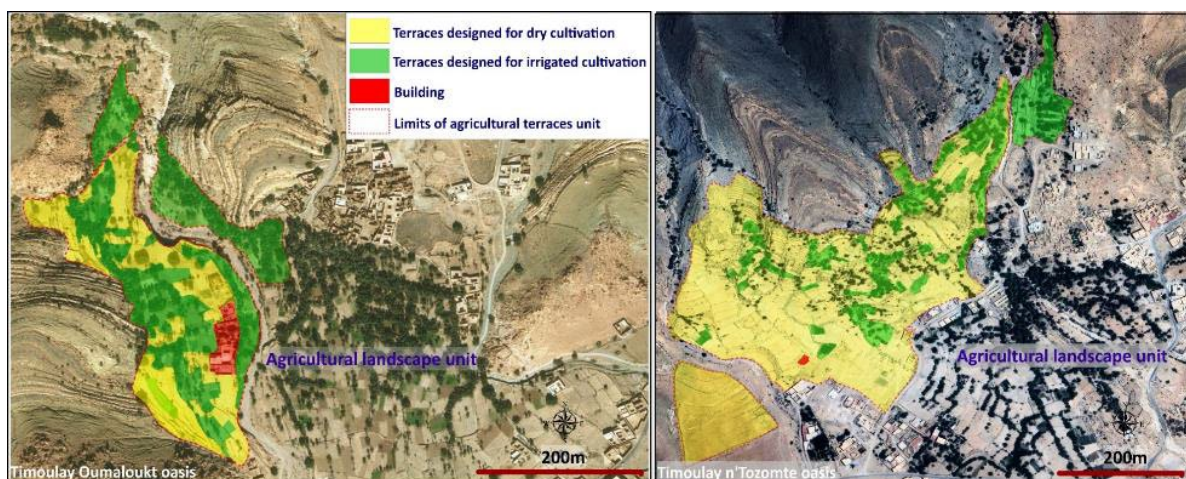 Terraces designed for dry cultivation
Terraces designed for irrigated cultivation
Building
Limits of agricultural terraces unit
Agricultural landscape unit
200m
Timoulay Oumaloukt oasis
Agricultural landscape unit
200m
Timoulay n'Tozomte oasis